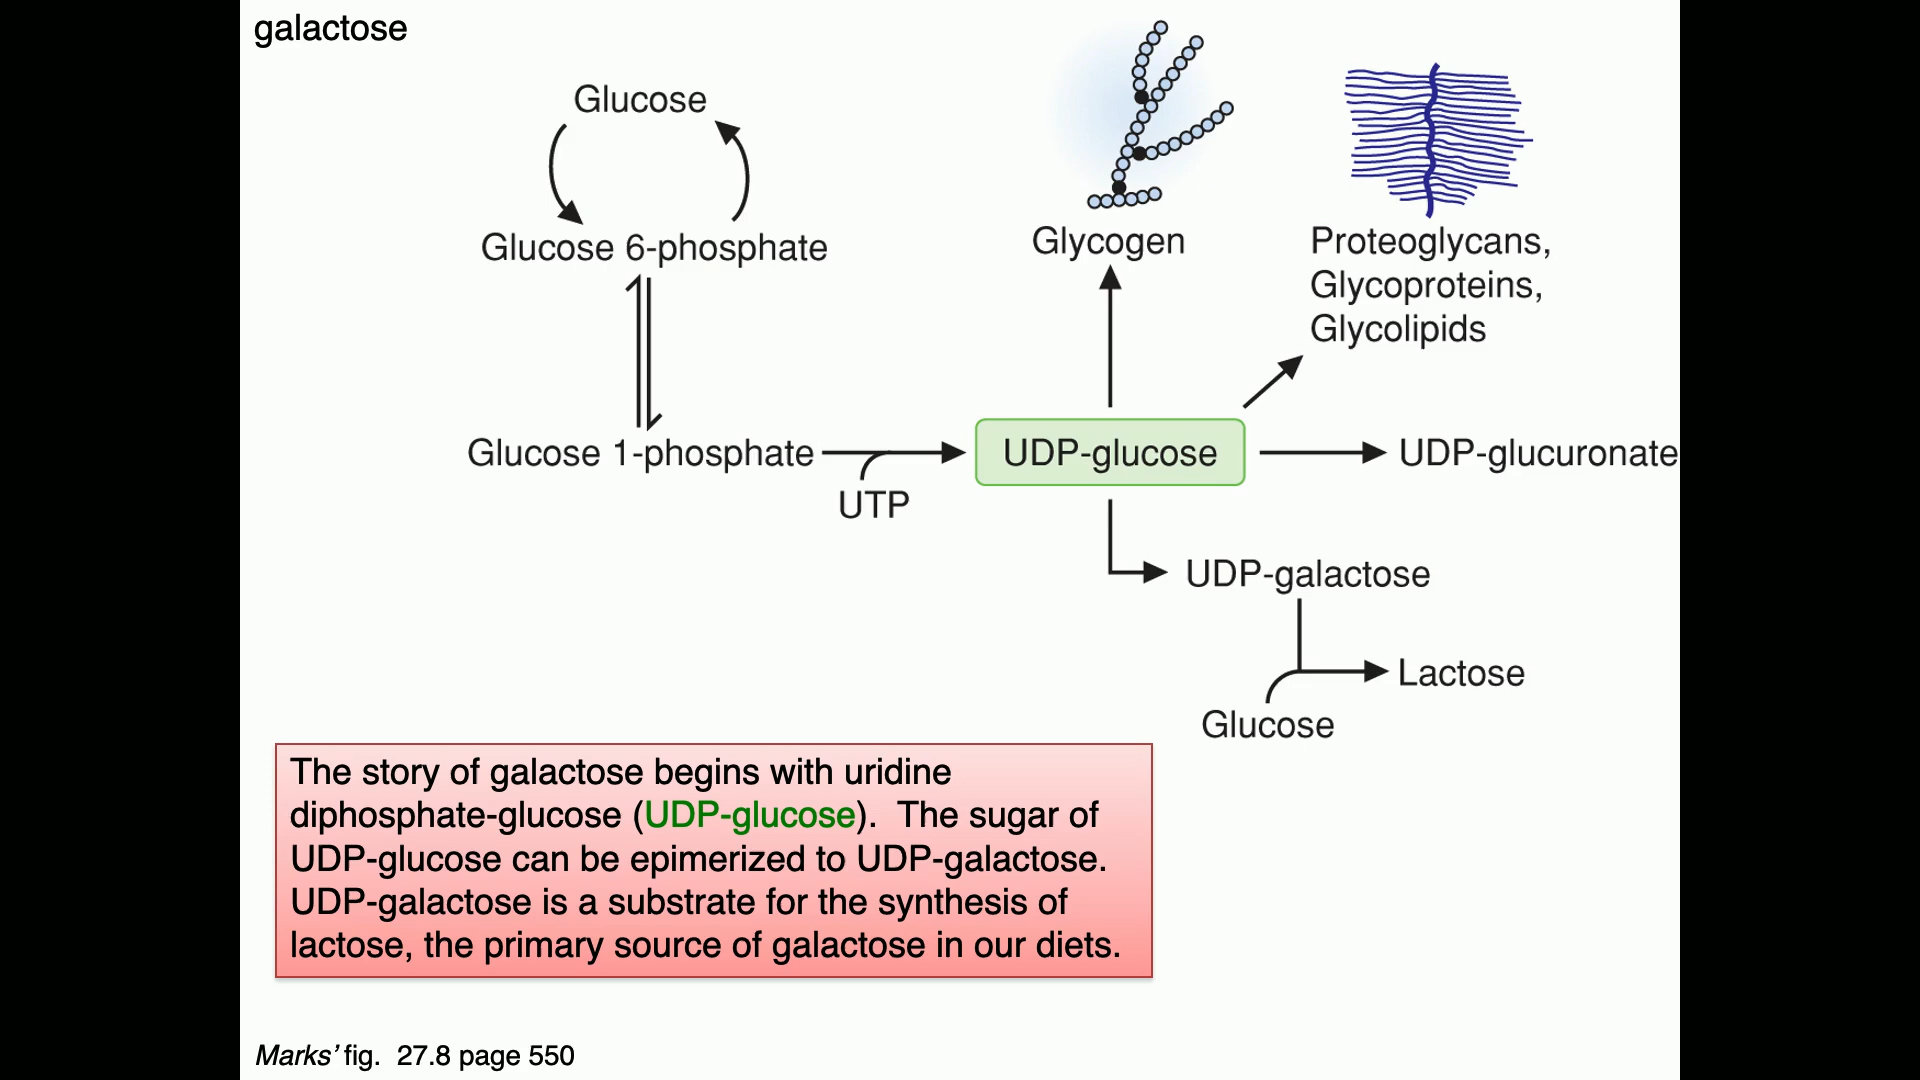 galactose
Glucose
Glucose 6-phosphate
Glucose 1-phosphate
UTP
UDP-glucose
Glycogen
Proteoglycans,
Glycoproteins,
Glycolipids
UDP-glucuronate
UDP-galactose
Lactose
Glucose
The story of galactose begins with uridine
diphosphate-glucose (UDP-glucose).  The sugar of
UDP-glucose can be epimerized to UDP-galactose.
UDP-galactose is a substrate for the synthesis of
lactose, the primary source of galactose in our diets.
Marks’ fig.  27.8 page 550